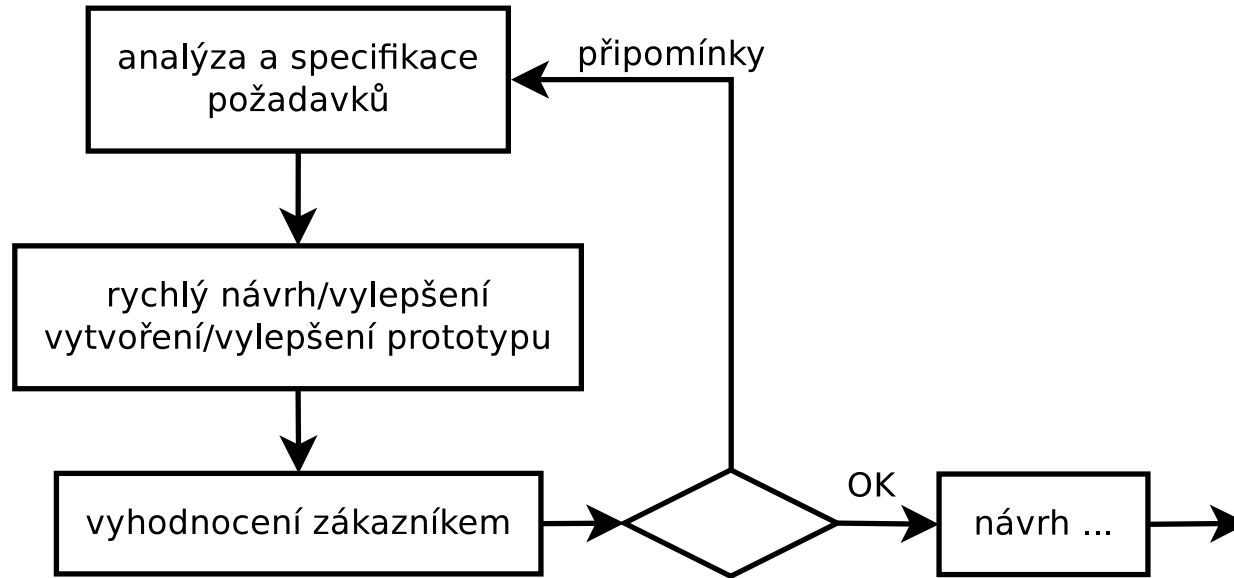 analýza a specifikace
požadavků
připomínky
rychlý návrh/vylepšení
vytvoření/vylepšení prototypu
vyhodnocení zákazníkem
OK
návrh ...